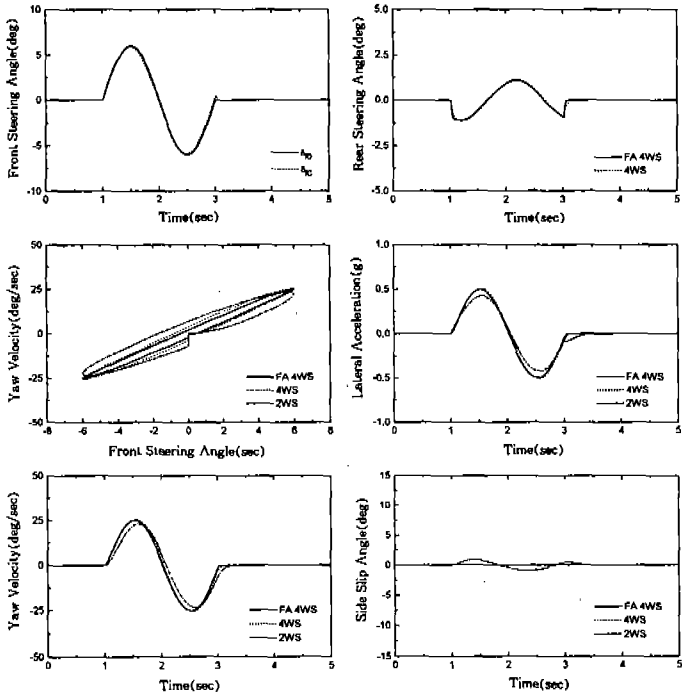 Front Steering Angle(deg)
10
5
0
-5
-10
0 1 2 3 4 5
Time(sec)
Rear Steering Angle(deg)
5.0
2.5
0
-2.5
-5.0
FA 4WS
4WS
0 1 2 3 4 5
Time(sec)
Yaw Velocity(deg/sec)
50
25
0
-25
-50
FA 4WS
4WS
2WS
-8 -6 -4 -2 0 2 4 6 8
Front Steering Angle(sec)
Lateral Acceleration(g)
1.0
0.5
0.0
-0.5
-1.0
FA 4WS
4WS
2WS
0 1 2 3 4 5
Time(sec)
Yaw Velocity(deg/sec)
50
25
0
-25
-50
FA 4WS
4WS
2WS
0 1 2 3 4 5
Time(sec)
Side Slip Angle(deg)
15
10
5
0
-5
-10
-15
FA 4WS
4WS
2WS
0 1 2 3 4 5
Time(sec)